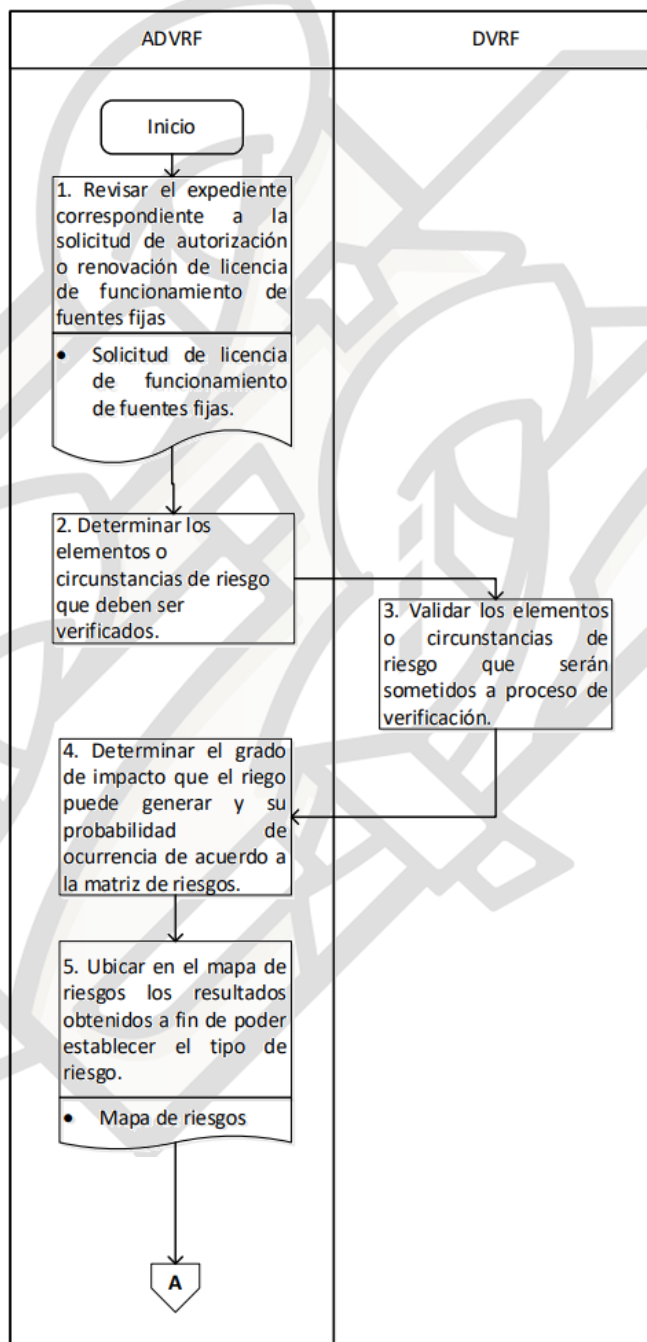 ADVRF
DVRF
Inicio
1. Revisar el expediente
correspondiente a la
solicitud de autorización
o renovación de licencia
de funcionamiento de
fuentes fijas
• Solicitud de licencia
de funcionamiento
de fuentes fijas.
2. Determinar los
elementos o
circunstancias de riesgo
que deben ser
verificados.
3. Validar los elementos
o circunstancias de
riesgo que serán
sometidos a proceso de
verificación.
4. Determinar el grado
de impacto que el riego
puede generar y su
probabilidad de
ocurrencia de acuerdo a
la matriz de riesgos.
5. Ubicar en el mapa de
riesgos los resultados
obtenidos a fin de poder
establecer el tipo de
riesgo.
• Mapa de riesgos
A